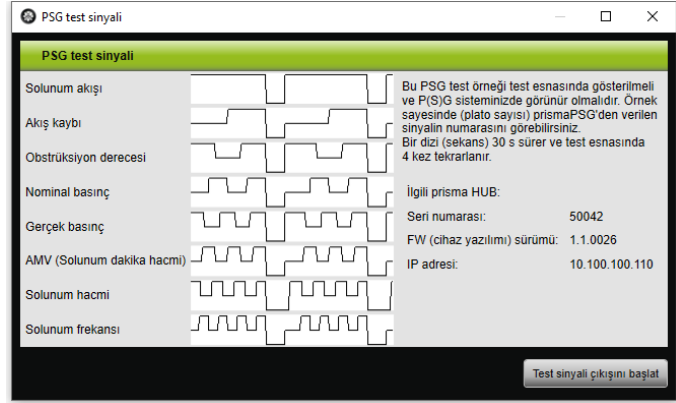 PSG test sinyali
PSG test sinyali
Solunum akışı
Akış kaybı
Obstrüksiyon derecesi
Nominal basınç
Gerçek basınç
AMV (Solunum dakika hacmi)
Solunum hacmi
Solunum frekansı
Bu PSG test örneği test esnasında gösterilmeli
ve P(S)G sisteminizde görünür olmalıdır. Örnek
sayesinde (plato sayısı) prismaPSG'den verilen
sinyalin numarasını görebilirsiniz.
Bir dizi (sekans) 30 s sürer ve test esnasında
4 kez tekrarlanır.
İlgili prisma HUB:
Seri numarası: 50042
FW (cihaz yazılımı) sürümü: 1.1.0026
IP adresi: 10.100.100.110
Test sinyali çıkışını başlat